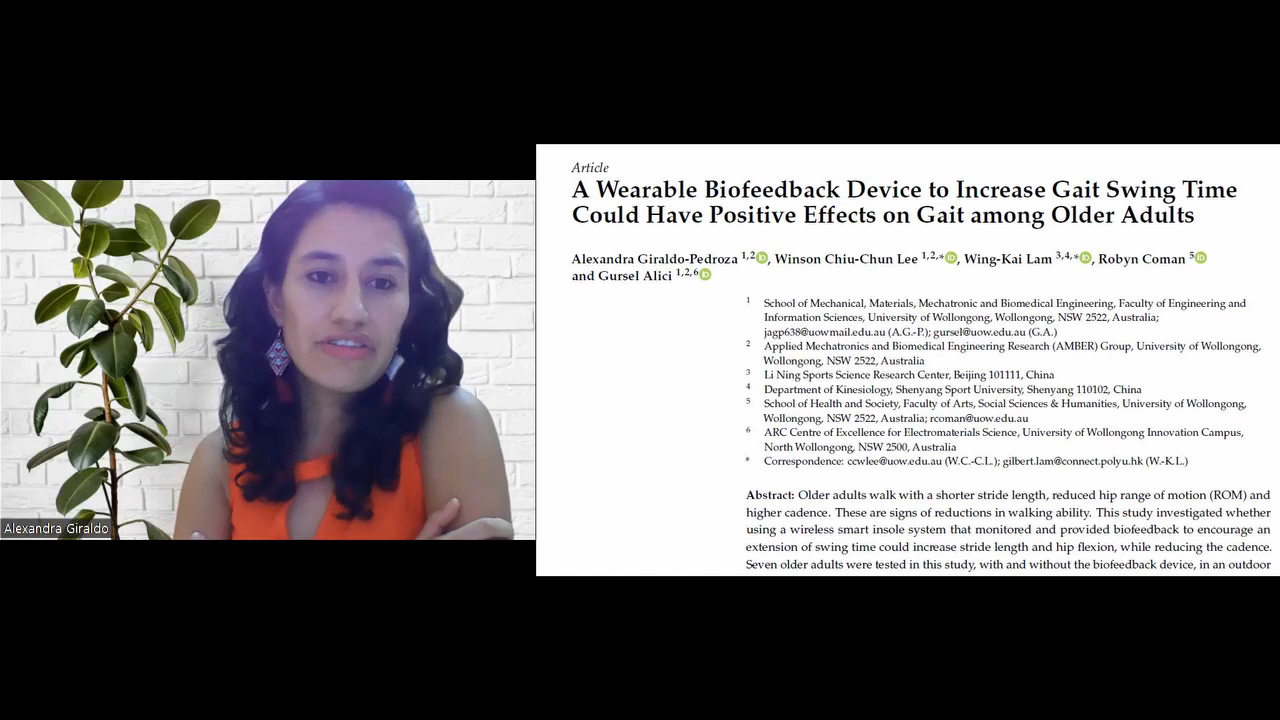 Alexandra Giraldo
Article
A Wearable Biofeedback Device to Increase Gait Swing Time
Could Have Positive Effects on Gait among Older Adults
Alexandra Giraldo-Pedroza 1,2 iD, Winson Chiu-Chun Lee 1,2,* iD, Wing-Kai Lam 3,4,* iD, Robyn Coman 5 iD
and Gursel Alici 1,2,6 iD
1 School of Mechanical, Materials, Mechatronic and Biomedical Engineering, Faculty of Engineering and
Information Sciences, University of Wollongong, Wollongong, NSW 2522, Australia;
jagp638@uowmail.edu.au (A.G.-P.); gursel@uow.edu.au (G.A.)
2 Applied Mechatronics and Biomedical Engineering Research (AMBER) Group, University of Wollongong,
Wollongong, NSW 2522, Australia
3 Li Ning Sports Science Research Center, Beijing 101111, China
4 Department of Kinesiology, Shenyang Sport University, Shenyang 110102, China
5 School of Health and Society, Faculty of Arts, Social Sciences & Humanities, University of Wollongong,
Wollongong, NSW 2522, Australia; rcoman@uow.edu.au
6 ARC Centre of Excellence for Electromaterials Science, University of Wollongong Innovation Campus,
North Wollongong, NSW 2500, Australia
* Correspondence: ccwlee@uow.edu.au (W.C.-C.L.); gilbert.lam@connect.polyu.hk (W.-K.L.)
Abstract: Older adults walk with a shorter stride length, reduced hip range of motion (ROM) and
higher cadence. These are signs of reductions in walking ability. This study investigated whether
using a wireless smart insole system that monitored and provided biofeedback to encourage an
extension of swing time could increase stride length and hip flexion, while reducing the cadence.
Seven older adults were tested in this study, with and without the biofeedback device, in an outdoor